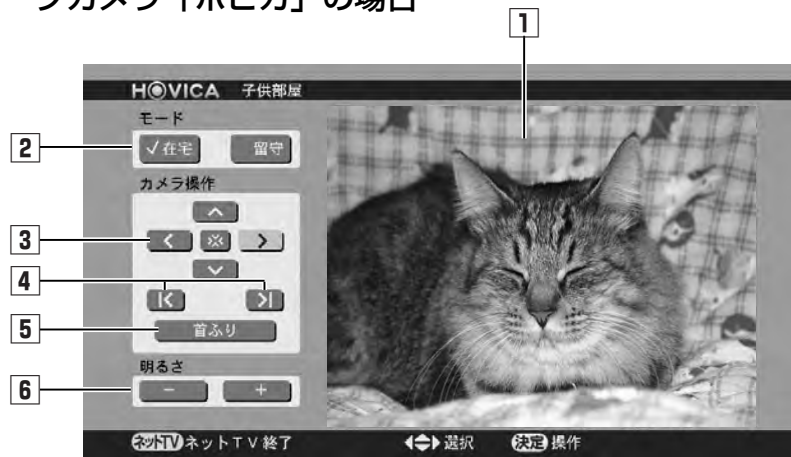 ブカメラ「ホビカ」の場合
1
HOVICA 子供部屋
モード
2
✓在宅 留守
カメラ操作
3
4
5
首ふり
明るさ
6
− +
ネットTV ネットTV終了 選択 決定 操作